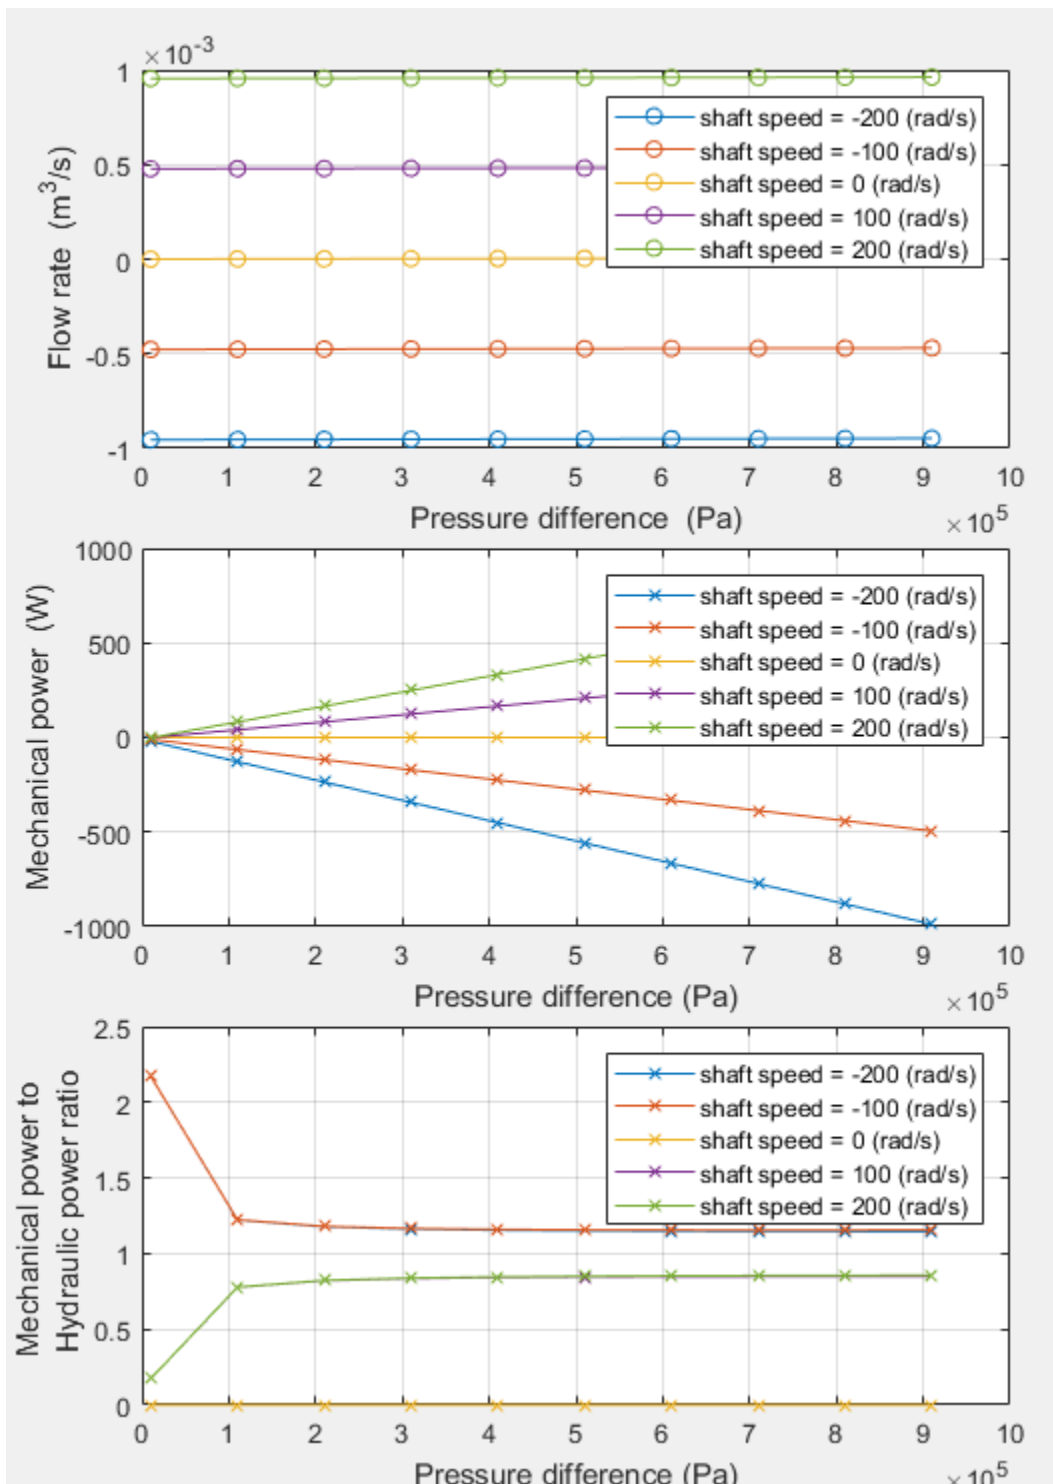 ×10-3
1
0.5
0
-0.5
-1
Flow rate (m3/s)
shaft speed = -200 (rad/s)
shaft speed = -100 (rad/s)
shaft speed = 0 (rad/s)
shaft speed = 100 (rad/s)
shaft speed = 200 (rad/s)
0 1 2 3 4 5 6 7 8 9 10
Pressure difference (Pa)
×105
1000
500
0
-500
-1000
Mechanical power (W)
shaft speed = -200 (rad/s)
shaft speed = -100 (rad/s)
shaft speed = 0 (rad/s)
shaft speed = 100 (rad/s)
shaft speed = 200 (rad/s)
0 1 2 3 4 5 6 7 8 9 10
Pressure difference (Pa)
×105
2.5
2
1.5
1
0.5
0
Mechanical power to
Hydraulic power ratio
shaft speed = -200 (rad/s)
shaft speed = -100 (rad/s)
shaft speed = 0 (rad/s)
shaft speed = 100 (rad/s)
shaft speed = 200 (rad/s)
0 1 2 3 4 5 6 7 8 9 10
Pressure difference (Pa)
×105